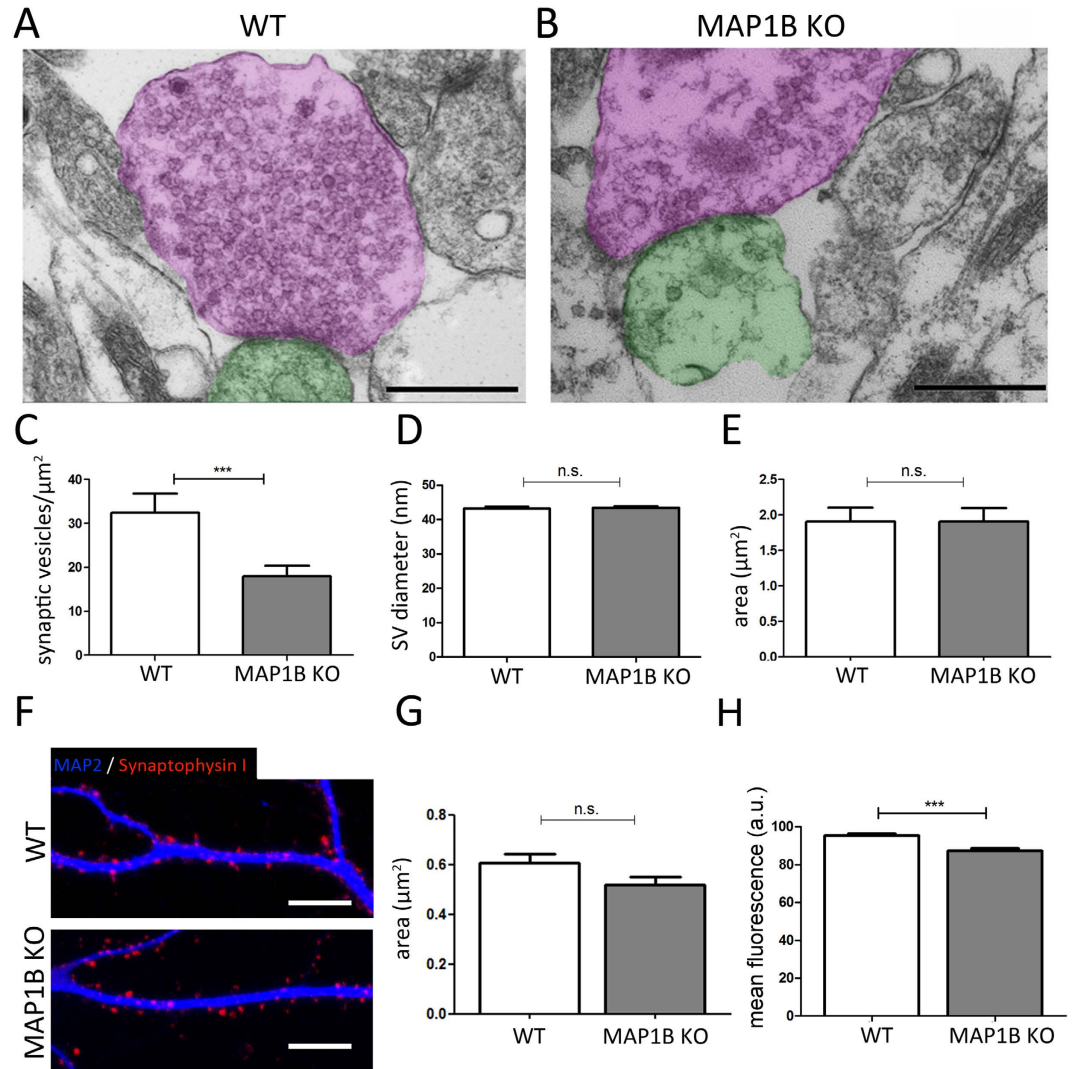 A
WT
B
MAP1B KO
C
synaptic vesicles/µm²
40
30
20
10
0
***
WT
MAP1B KO
D
SV diameter (nm)
50
40
30
20
10
0
n.s.
WT
MAP1B KO
E
area (µm²)
2.5
2.0
1.5
1.0
0.5
0.0
n.s.
WT
MAP1B KO
F
MAP2 / Synaptophysin I
WT
MAP1B KO
G
area (µm²)
0.8
0.6
0.4
0.2
0.0
n.s.
WT
MAP1B KO
H
mean fluorescence (a.u.)
100
80
60
40
20
0
***
WT
MAP1B KO